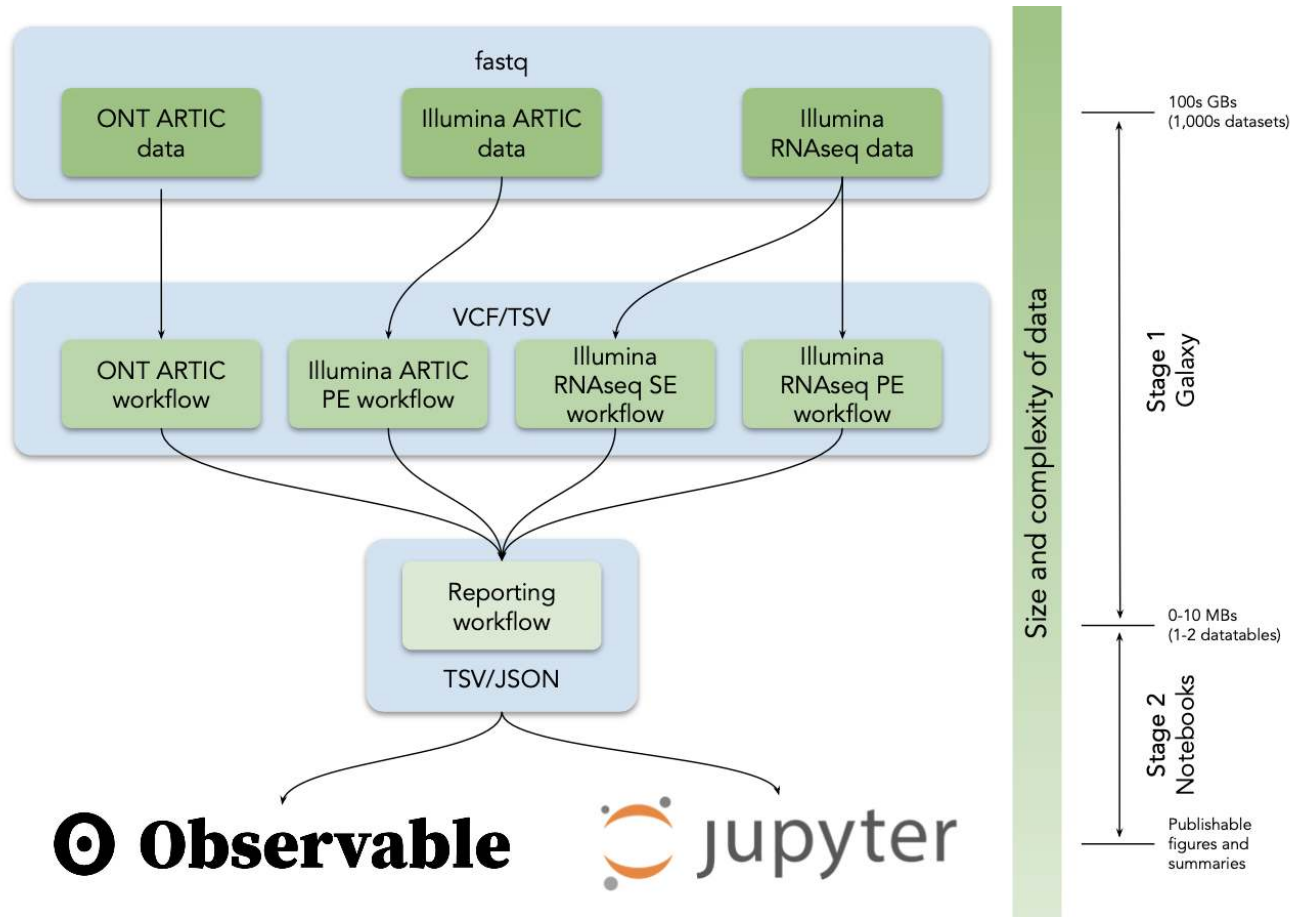 fastq
ONT ARTIC
data
Illumina ARTIC
data
Illumina
RNAseq data
VCF/TSV
ONT ARTIC
workflow
Illumina ARTIC
PE workflow
Illumina
RNAseq SE
workflow
Illumina
RNAseq PE
workflow
Reporting
workflow
TSV/JSON
Observable
jupyter
Size and complexity of data
100s GBs
(1,000s datasets)
Stage 1
Galaxy
0-10 MBs
(1-2 datatables)
Stage 2
Notebooks
Publishable
figures and
summaries